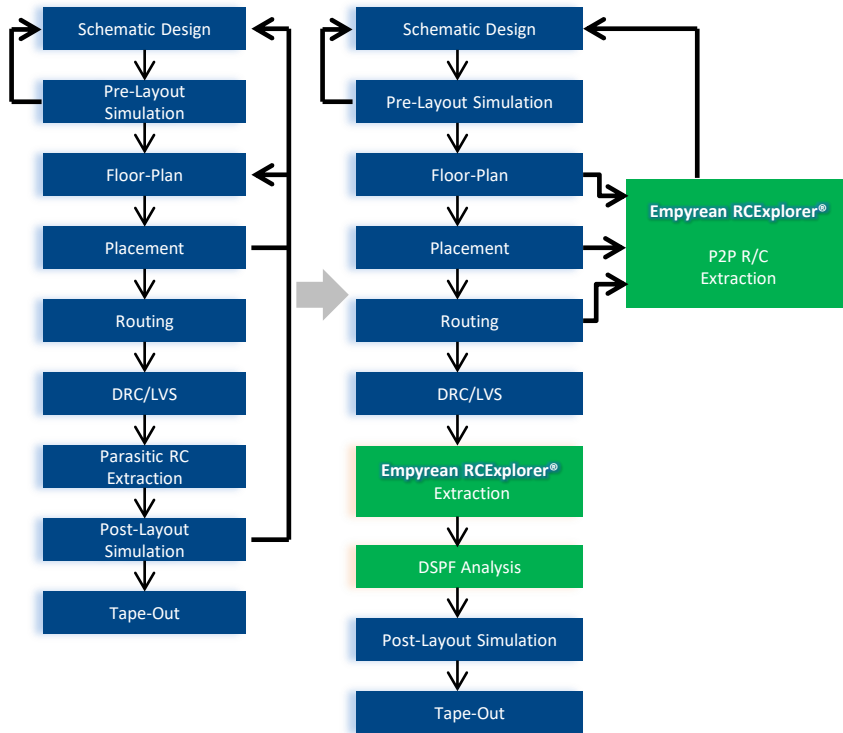 Schematic Design
Pre-Layout
Simulation
Floor-Plan
Placement
Routing
DRC/LVS
Parasitic RC
Extraction
Post-Layout
Simulation
Tape-Out
Schematic Design
Pre-Layout Simulation
Floor-Plan
Placement
Routing
DRC/LVS
Empyrean RCExplorer®
Extraction
DSPF Analysis
Post-Layout Simulation
Tape-Out
Empyrean RCExplorer®
P2P R/C
Extraction